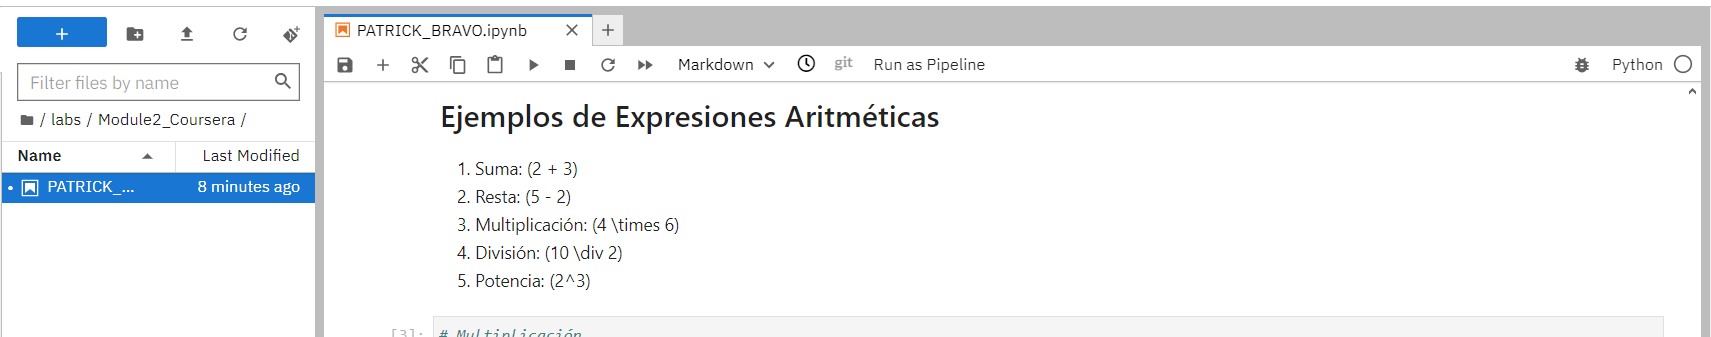 +
Filter files by name
/ labs / Module2_Coursera /
Name Last Modified
PATRICK_... 8 minutes ago
PATRICK_BRAVO.ipynb
Markdown git Run as Pipeline Python
Ejemplos de Expresiones Aritméticas
1. Suma: (2 + 3)
2. Resta: (5 - 2)
3. Multiplicación: (4 \times 6)
4. División: (10 \div 2)
5. Potencia: (2^3)
[3]: # Multiplicación